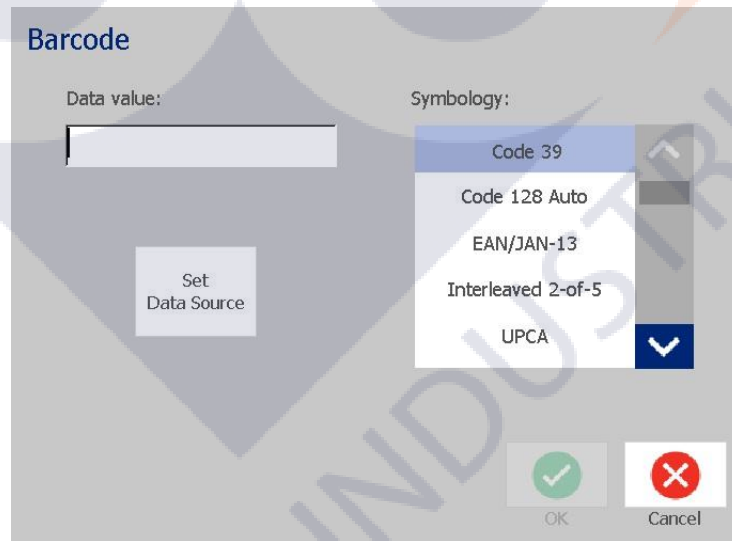 Barcode
Data value:
Symbology:
Code 39
Code 128 Auto
EAN/JAN-13
Interleaved 2-of-5
UPCA
Set
Data Source
OK
Cancel